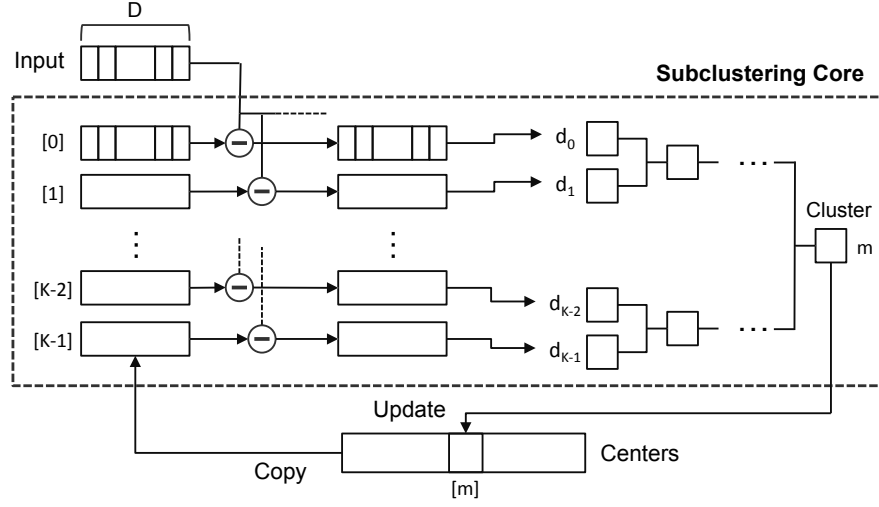 D
Input
Subclustering Core
[0]
d0
[1]
d1
Cluster
m
[K-2]
dK-2
[K-1]
dK-1
Update
Centers
Copy
[m]